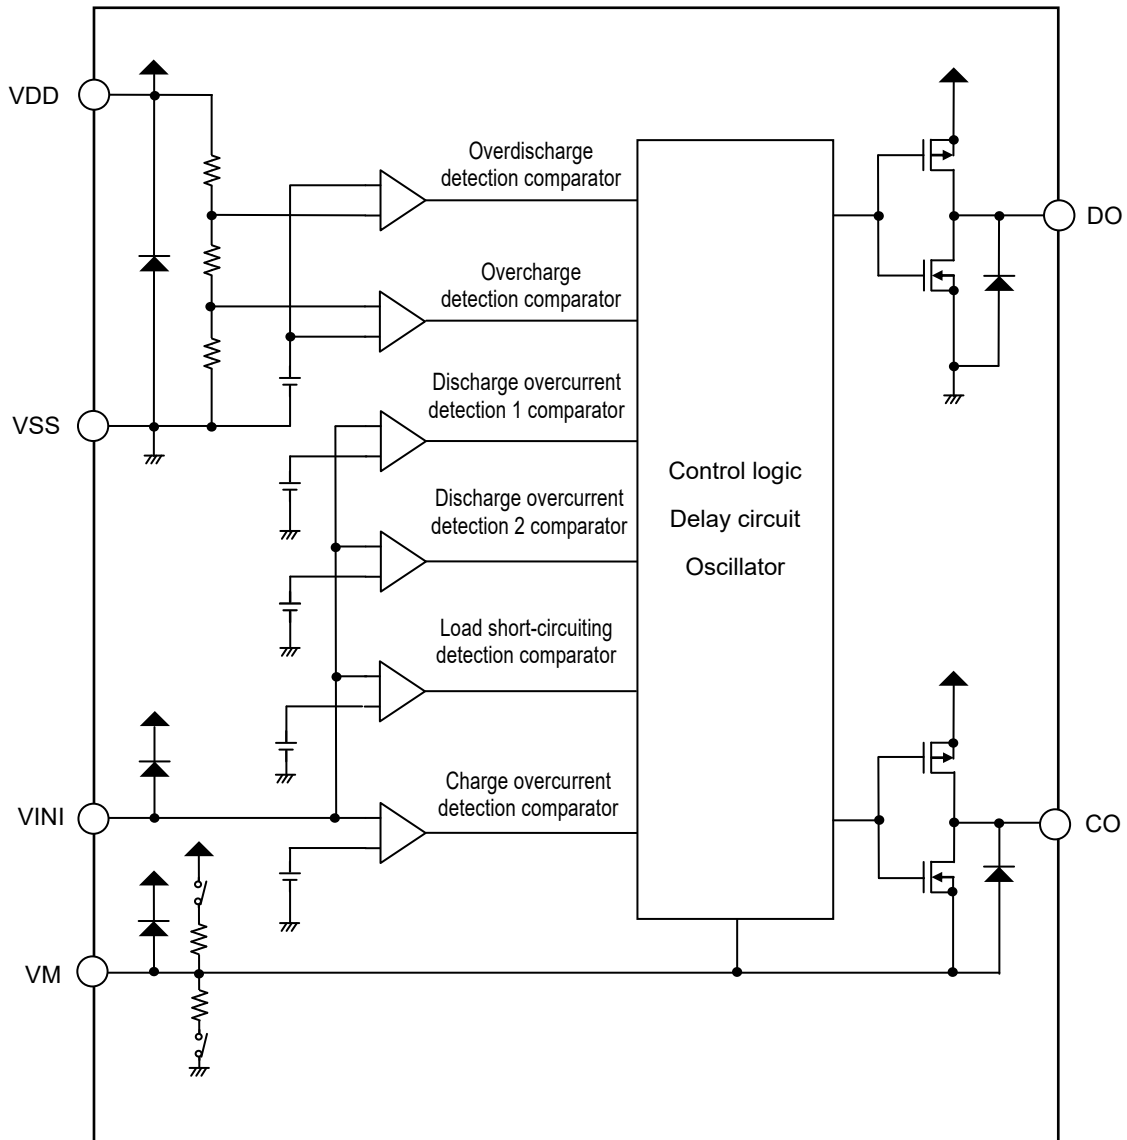 VDD
Overdischarge
detection comparator
DO
Overcharge
detection comparator
Discharge overcurrent
detection 1 comparator
VSS
Control logic
Delay circuit
Oscillator
Discharge overcurrent
detection 2 comparator
Load short-circuiting
detection comparator
Charge overcurrent
detection comparator
VINI
CO
VM